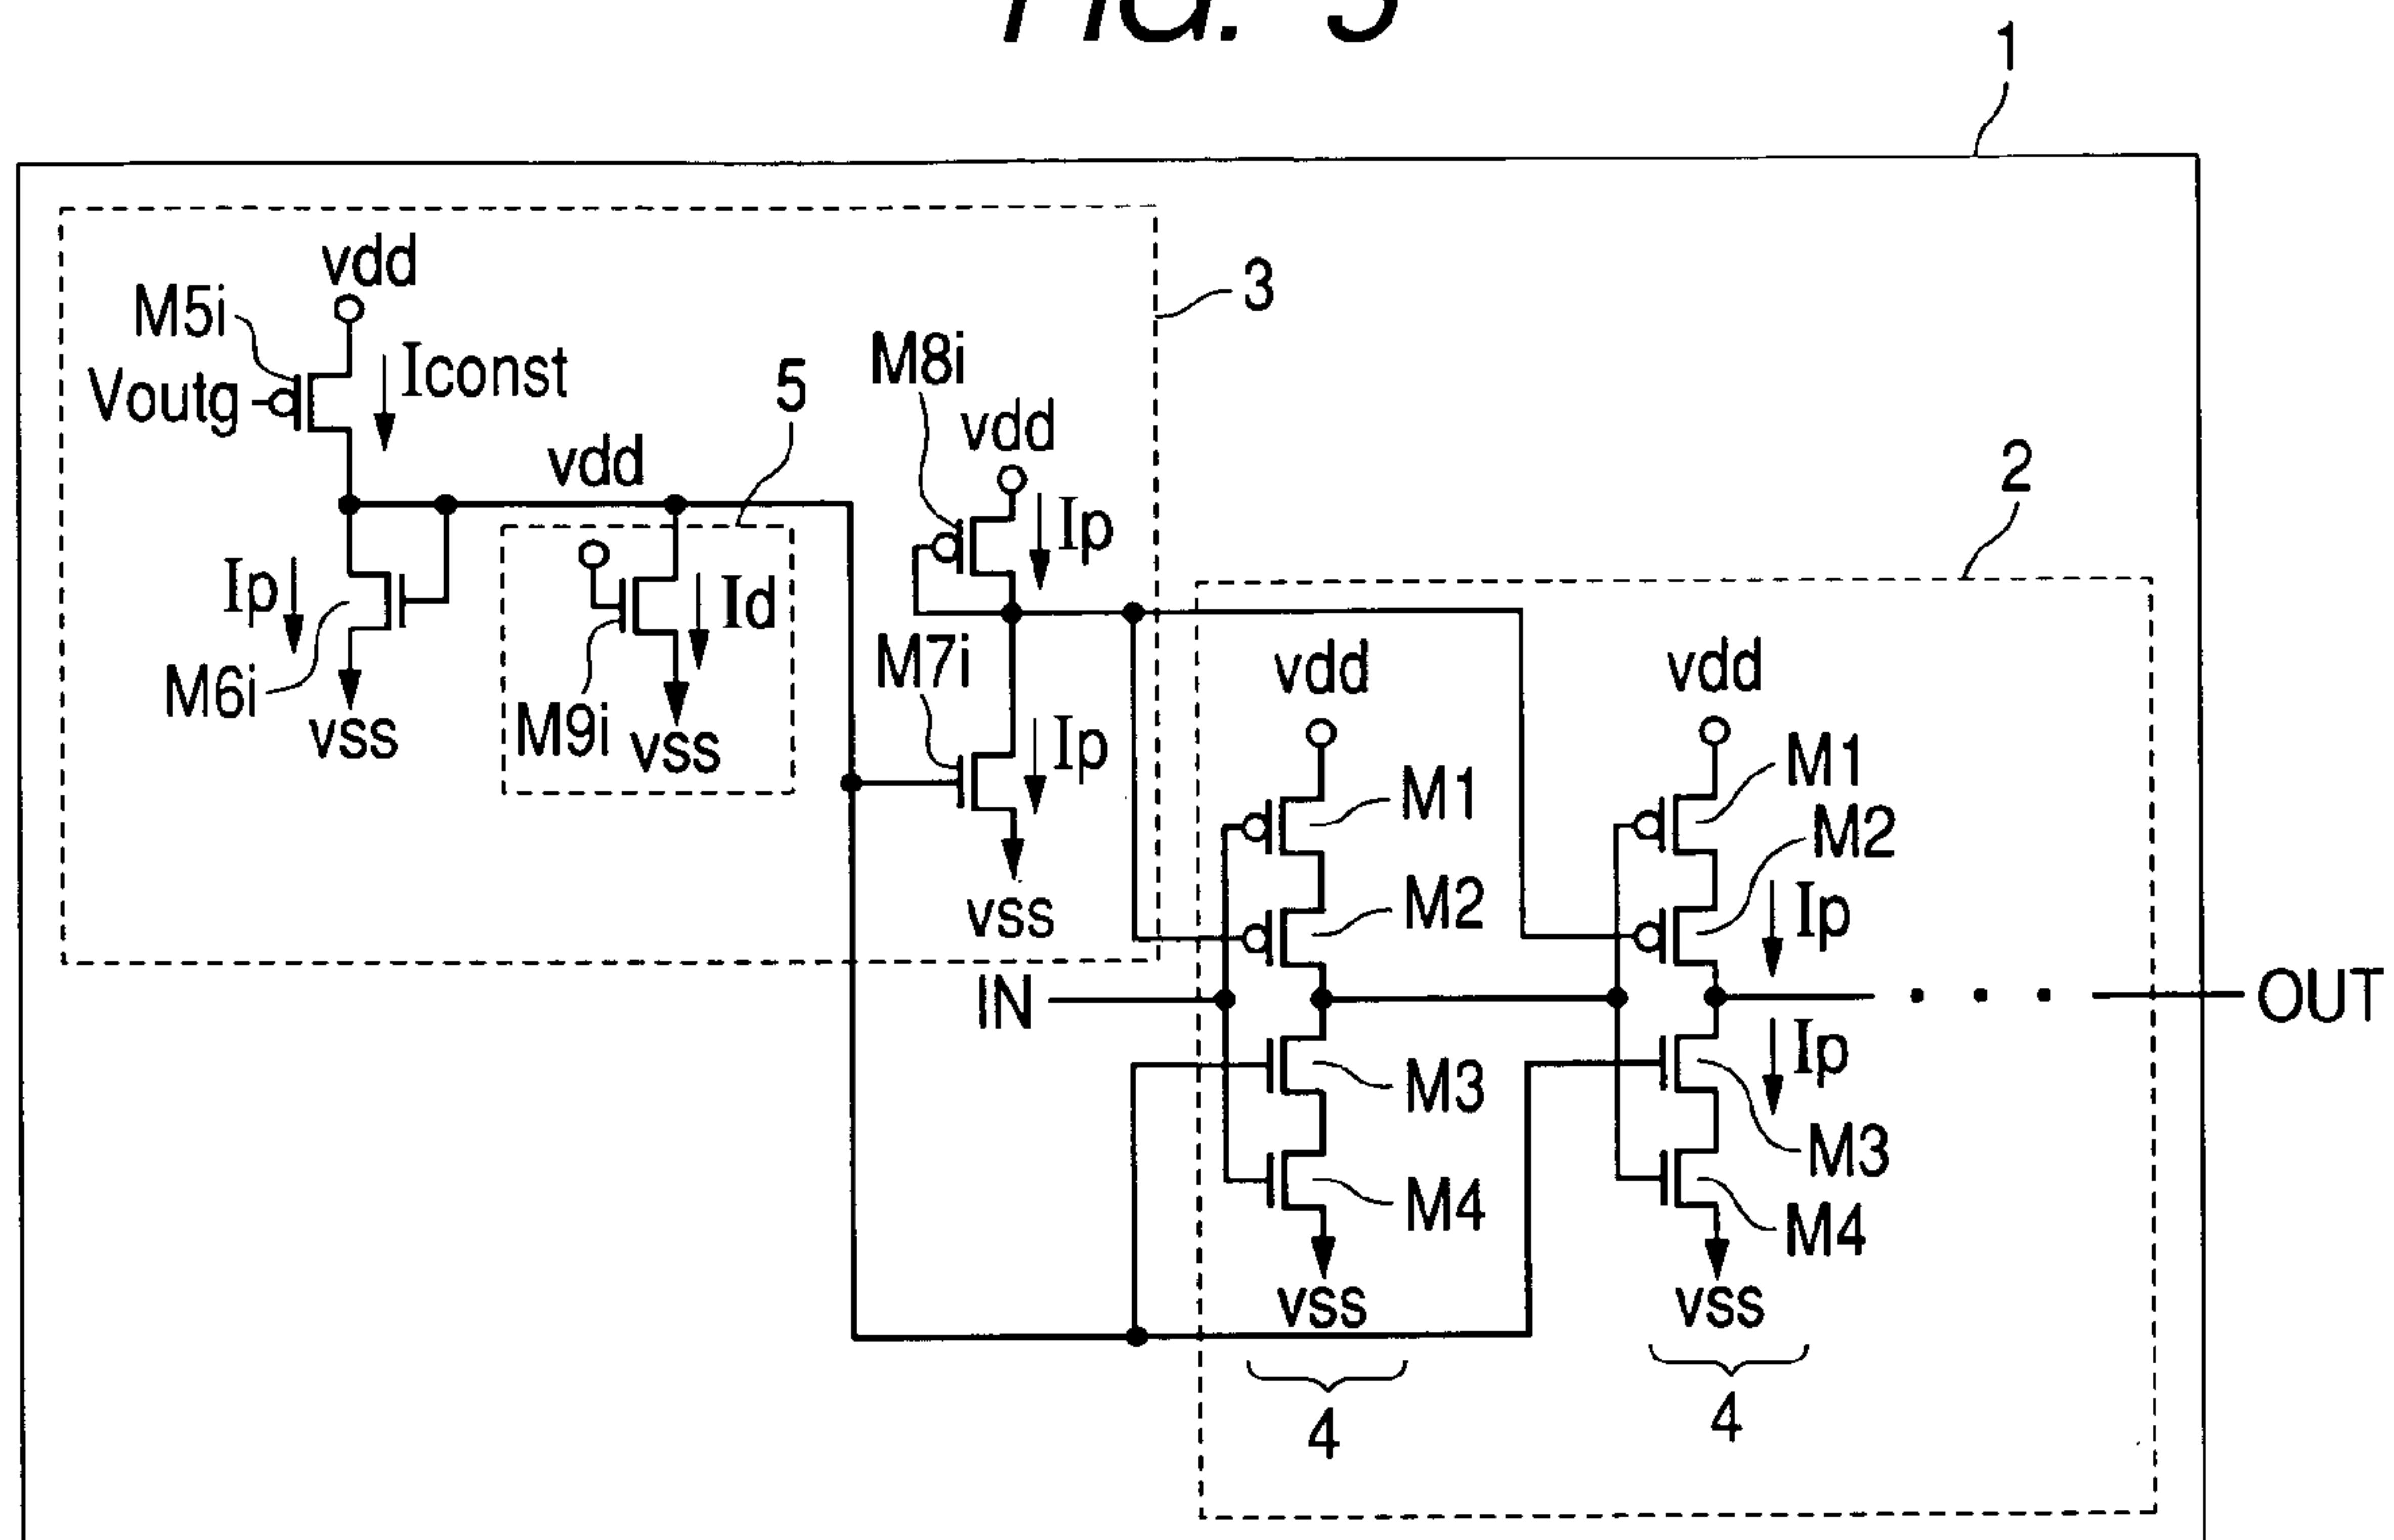 FIG. 5
1
3
vdd
M5i
Iconst
Voutg
5
M8i
vdd
vdd
2
Ip
Ip
Id
M7i
M6i
vss
M9i
vss
Ip
vdd
vdd
M1
M1
M2
M2
vss
Ip
IN
OUT
M3
Ip
M3
M4
M4
vss
vss
4
4